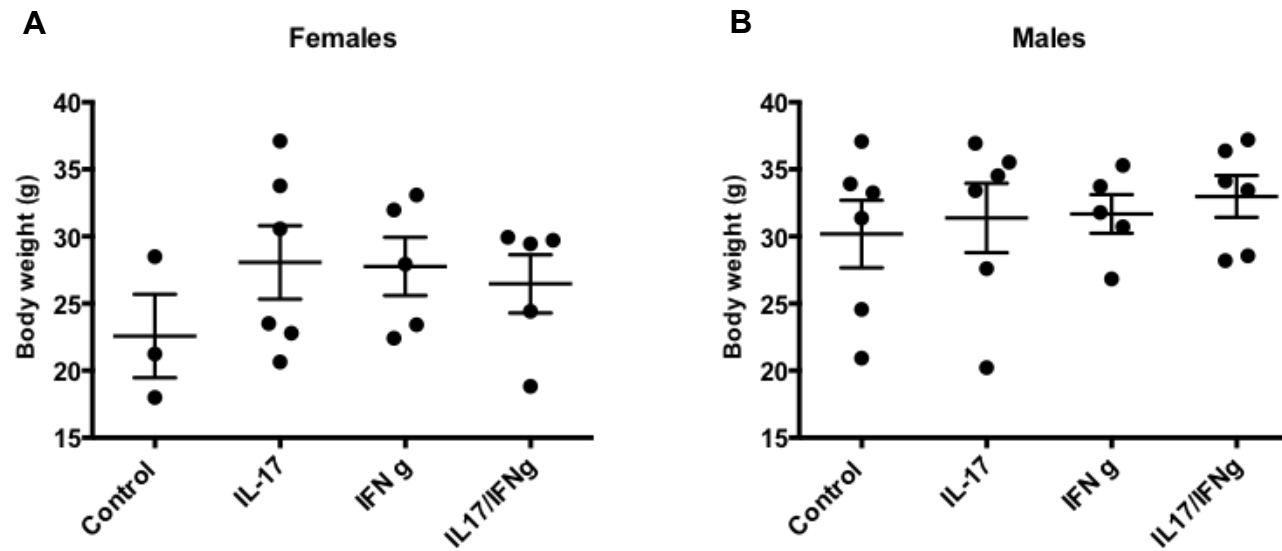 A
Females
40
35
30
25
20
15
Body weight (g)
Control
IL-17
IFN g
IL17/IFNg
B
Males
40
35
30
25
20
15
Body weight (g)
Control
IL-17
IFN g
IL17/IFNg